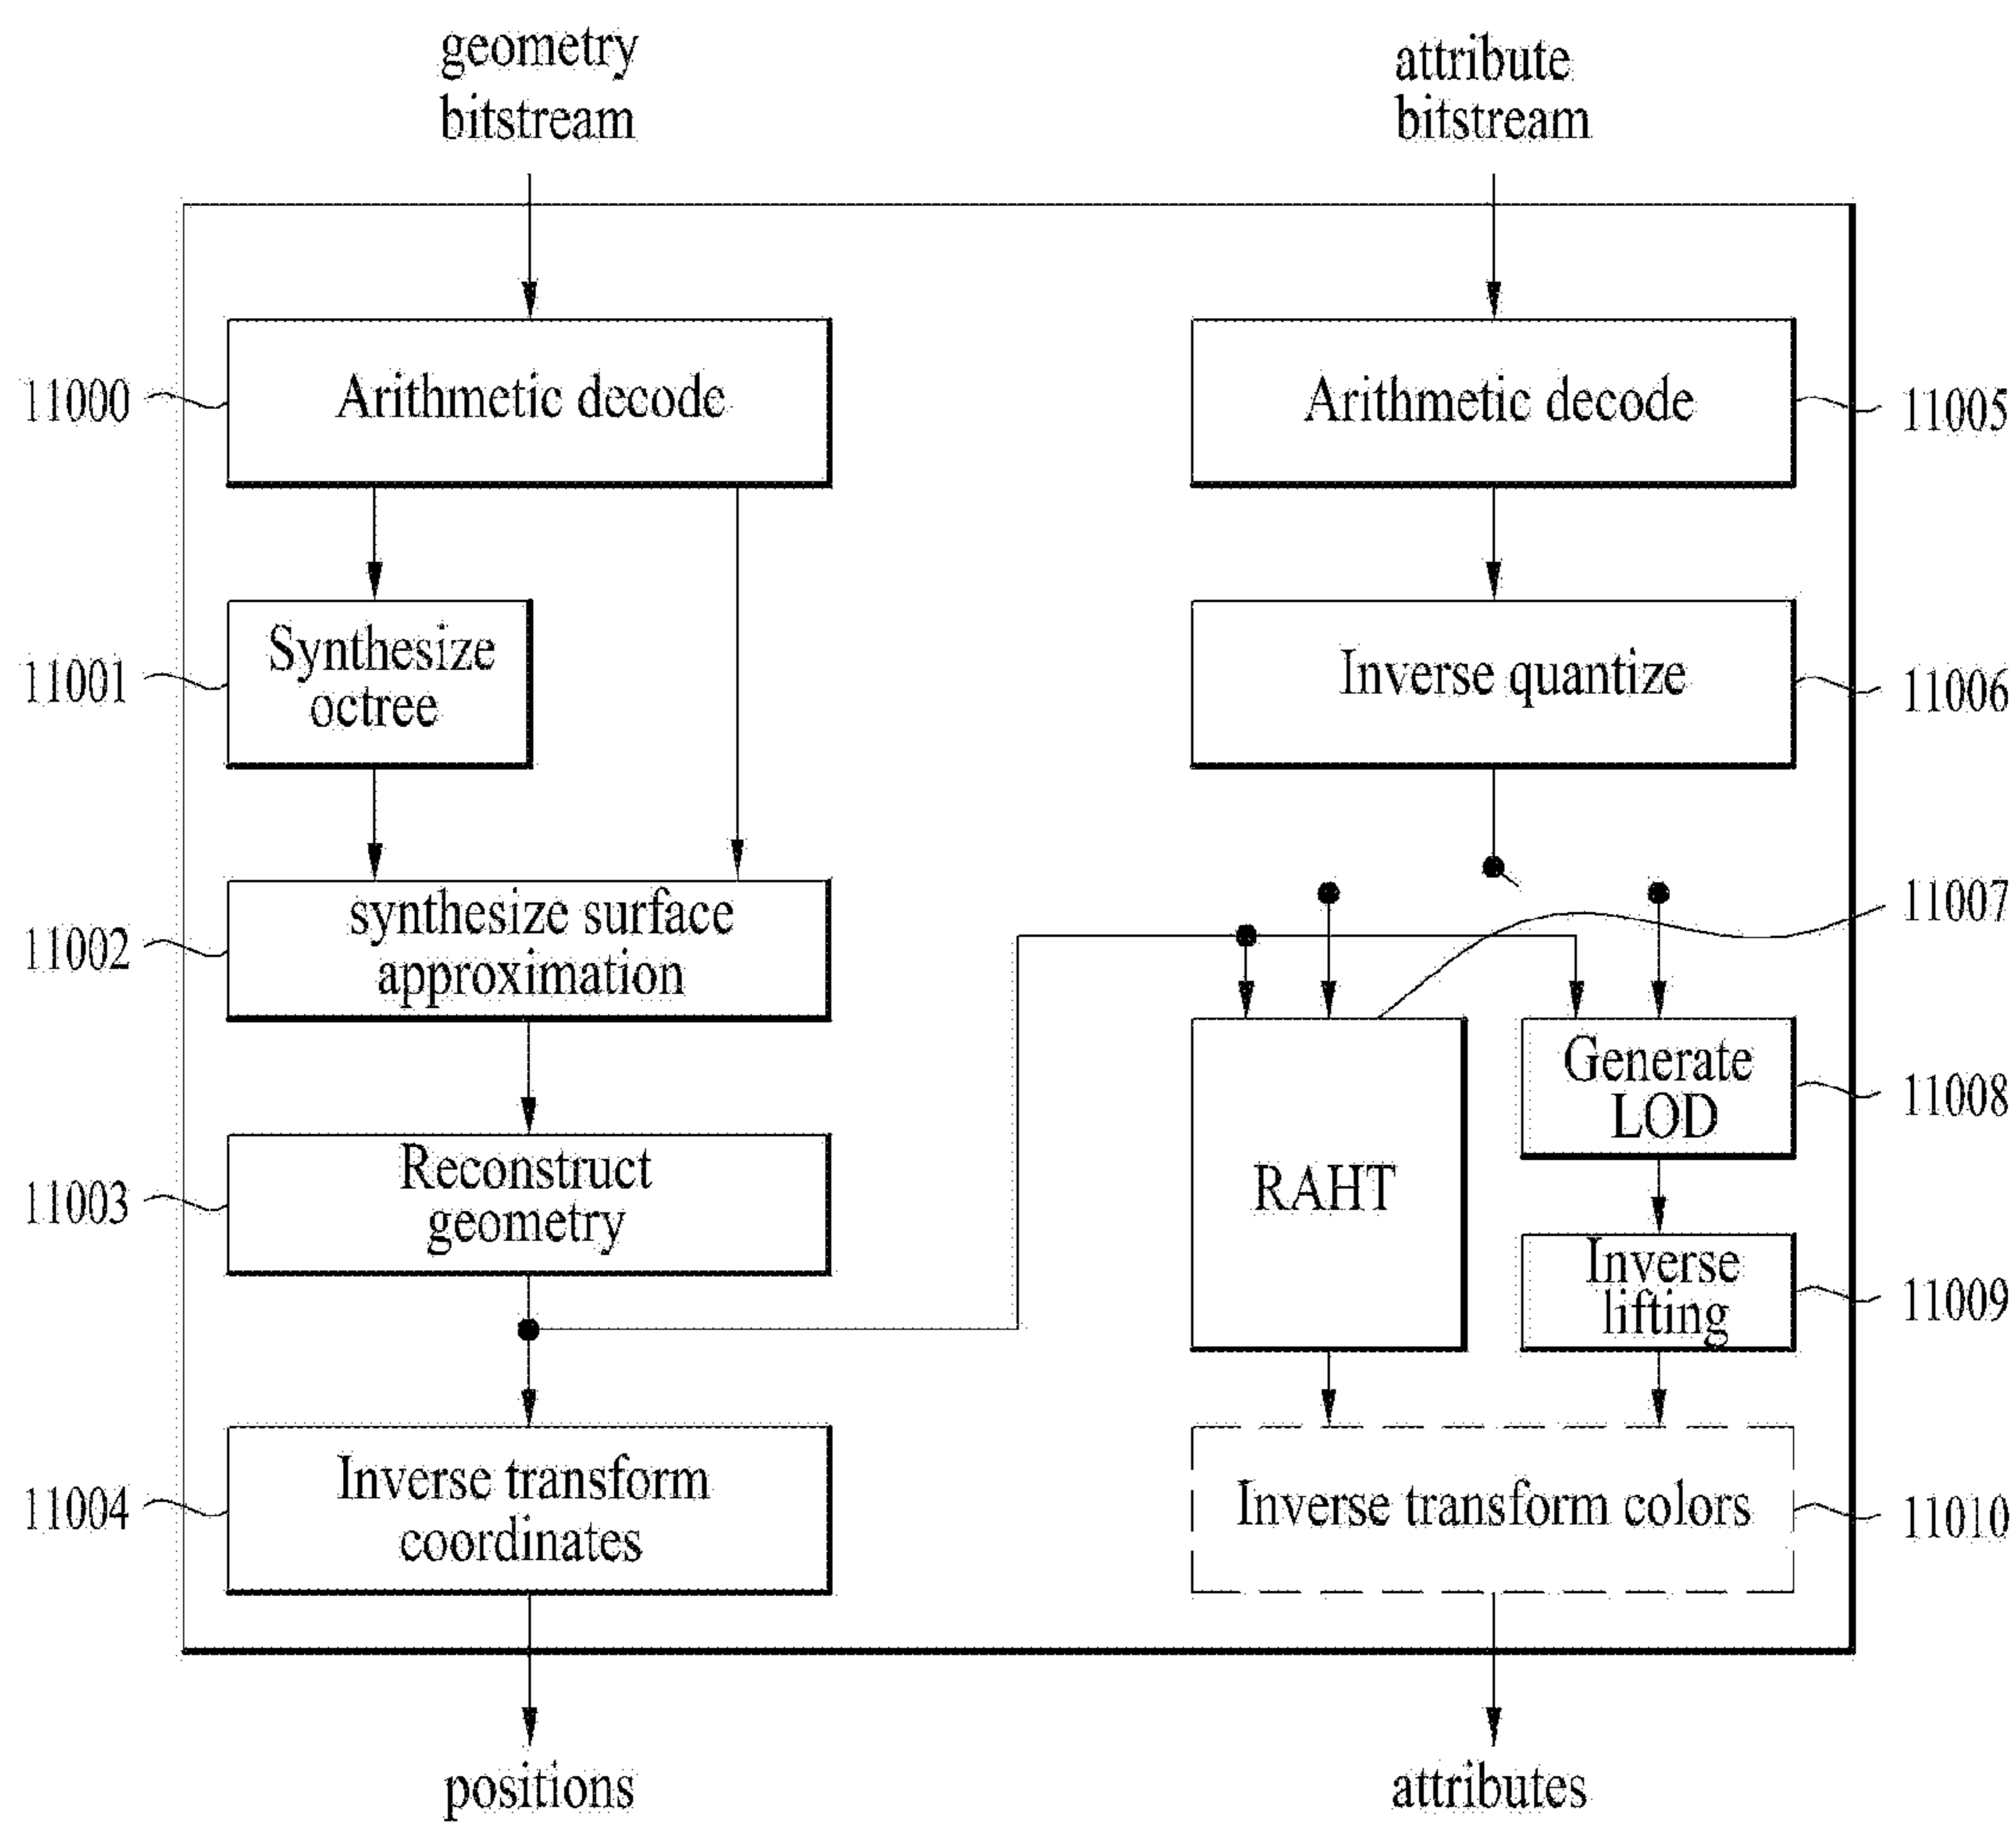 geometry
bitstream
attribute
bitstream
11000
Arithmetic decode
Arithmetic decode
11005
11001
Synthesize
octree
Inverse quantize
11006
11002
synthesize surface
approximation
11007
11003
Reconstruct
geometry
RAHT
Generate
LOD
11008
Inverse
lifting
11009
11004
Inverse transform
coordinates
Inverse transform colors
11010
positions
attributes